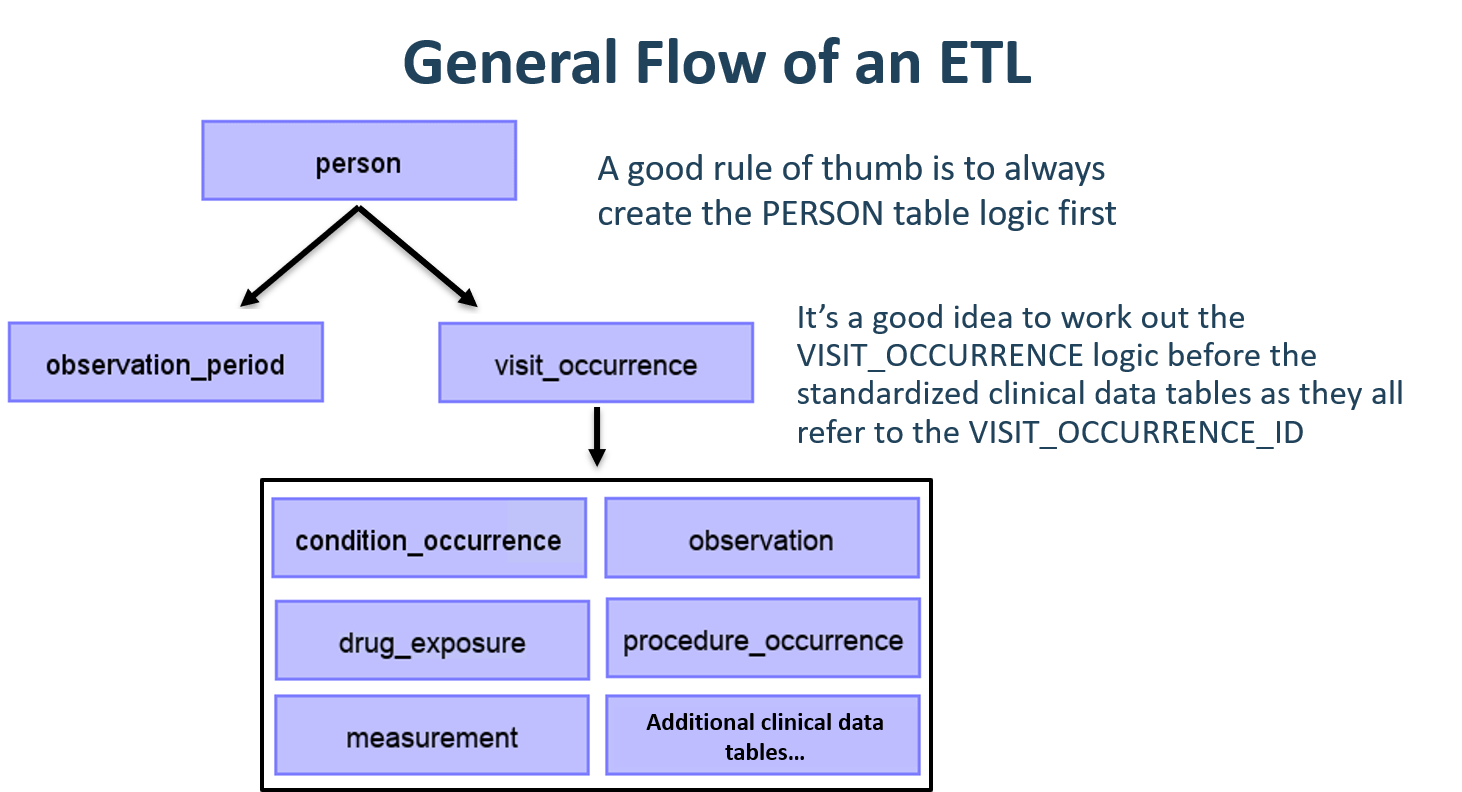 General Flow of an ETL
person
A good rule of thumb is to always
create the PERSON table logic first
observation_period
visit_occurrence
It’s a good idea to work out the
VISIT_OCCURRENCE logic before the
standardized clinical data tables as they all
refer to the VISIT_OCCURRENCE_ID
condition_occurrence
observation
drug_exposure
procedure_occurrence
measurement
Additional clinical data
tables…